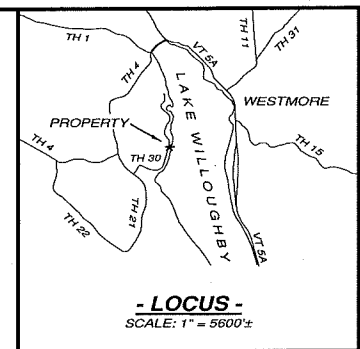 TH 1
TH 4
VT 5A
TH 11
TH 31
LAKE WILLOUGHBY
WESTMORE
PROPERTY
TH 4
TH 30
TH 15
TH 21
TH 22
VT 5A
- LOCUS -
SCALE: 1" = 5600'±